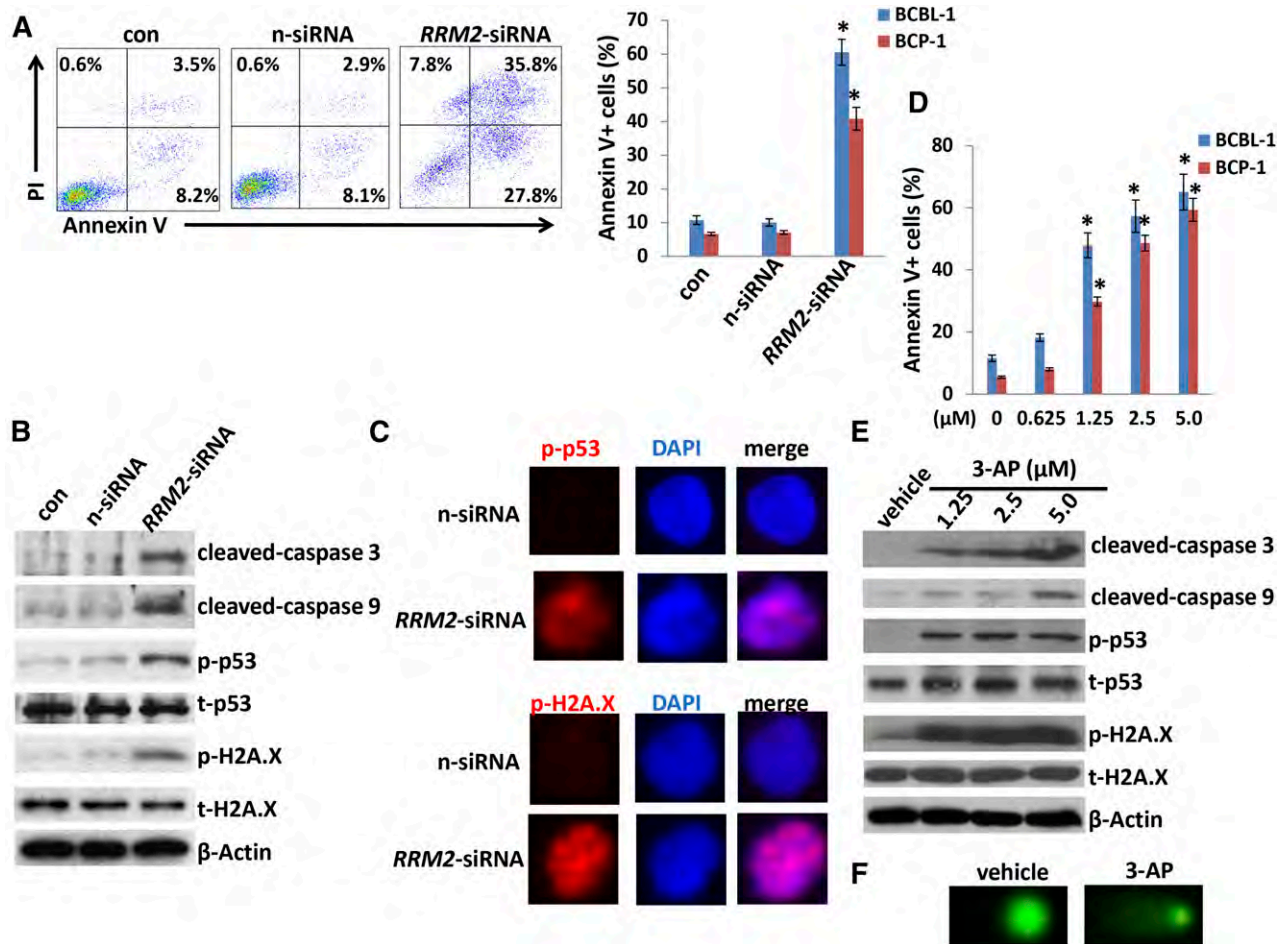 A
con
n-siRNA
RRM2-siRNA
0.6%
3.5%
0.6%
2.9%
7.8%
35.8%
8.2%
8.1%
27.8%
PI
Annexin V
Annexin V+ cells (%)
70
60
50
40
30
20
10
0
*
*
con
n-siRNA
RRM2-siRNA
BCBL-1
BCP-1
D
BCBL-1
BCP-1
Annexin V+ cells (%)
80
60
40
20
0
*
*
*
*
*
*
(μM) 0 0.625 1.25 2.5 5.0
B
con
n-siRNA
RRM2-siRNA
cleaved-caspase 3
cleaved-caspase 9
p-p53
t-p53
p-H2A.X
t-H2A.X
β-Actin
C
p-p53 DAPI merge
n-siRNA
RRM2-siRNA
p-H2A.X DAPI merge
n-siRNA
RRM2-siRNA
E
3-AP (μM)
vehicle 1.25 2.5 5.0
cleaved-caspase 3
cleaved-caspase 9
p-p53
t-p53
p-H2A.X
t-H2A.X
β-Actin
F
vehicle 3-AP